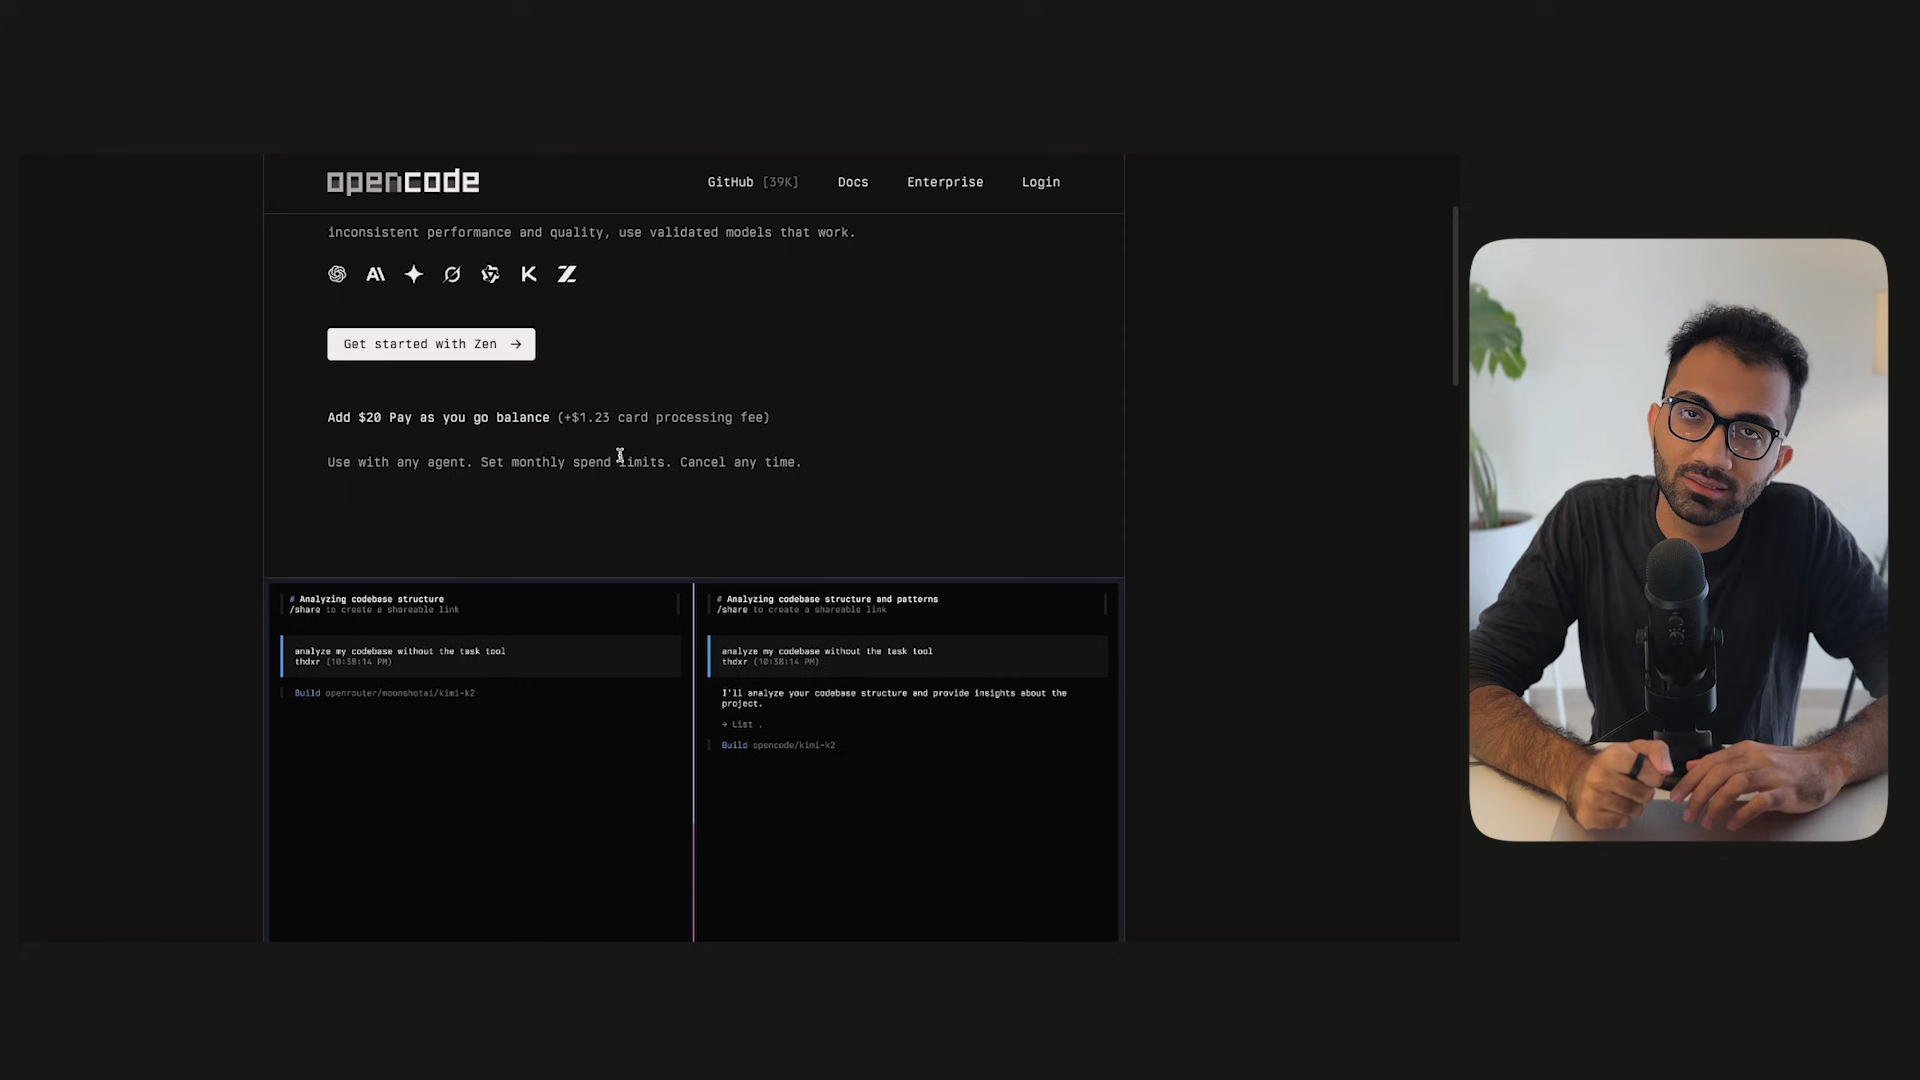 opencode
GitHub [39K] Docs Enterprise Login
inconsistent performance and quality, use validated models that work.
Get started with Zen →
Add $20 Pay as you go balance (+$1.23 card processing fee)
Use with any agent. Set monthly spend limits. Cancel any time.
# Analyzing codebase structure
/share to create a shareable link
analyze my codebase without the task tool
thdxr (10:38:14 PM)
Build openrouter/moonshotai/kimi-k2
# Analyzing codebase structure and patterns
/share to create a shareable link
analyze my codebase without the task tool
thdxr (10:38:14 PM)
I'll analyze your codebase structure and provide insights about the
project.
→ List .
Build opencode/kimi-k2